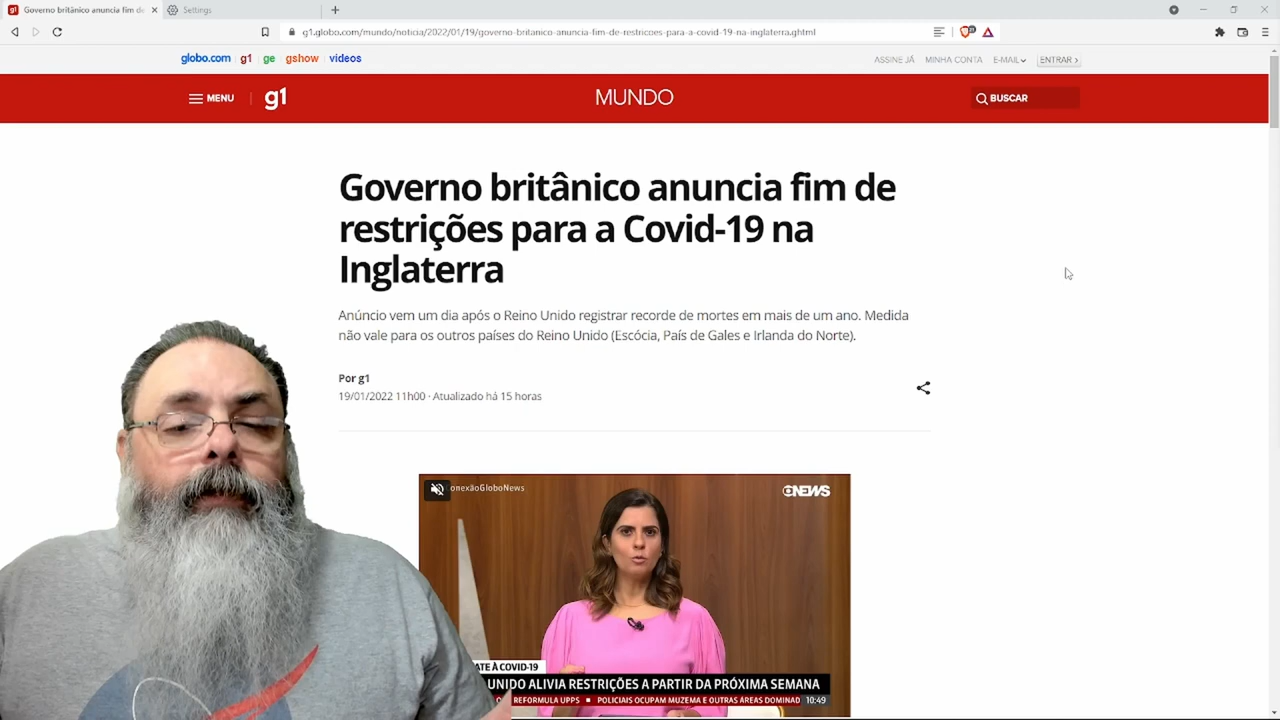 Governo britânico anuncia fim de
Settings
g1.globo.com/mundo/noticia/2022/01/19/governo-britanico-anuncia-fim-de-restricoes-para-a-covid-19-na-inglaterra.ghtml
globo.com g1 ge gshow vídeos
ASSINE JÁ MINHA CONTA E-MAIL ENTRAR
MENU g1 MUNDO BUSCAR
Governo britânico anuncia fim de
restrições para a Covid-19 na
Inglaterra
Anúncio vem um dia após o Reino Unido registrar recorde de mortes em mais de um ano. Medida
não vale para os outros países do Reino Unido (Escócia, País de Gales e Irlanda do Norte).
Por g1
19/01/2022 11h00 · Atualizado há 15 horas
onexãoGloboNews
NEWS
ATE À COVID-19
UNIDO ALIVIA RESTRIÇÕES A PARTIR DA PRÓXIMA SEMANA
REFORMULA UPPS ■ POLICIAIS OCUPAM MUZEMA E OUTRAS ÁREAS DOMINAD 10:49